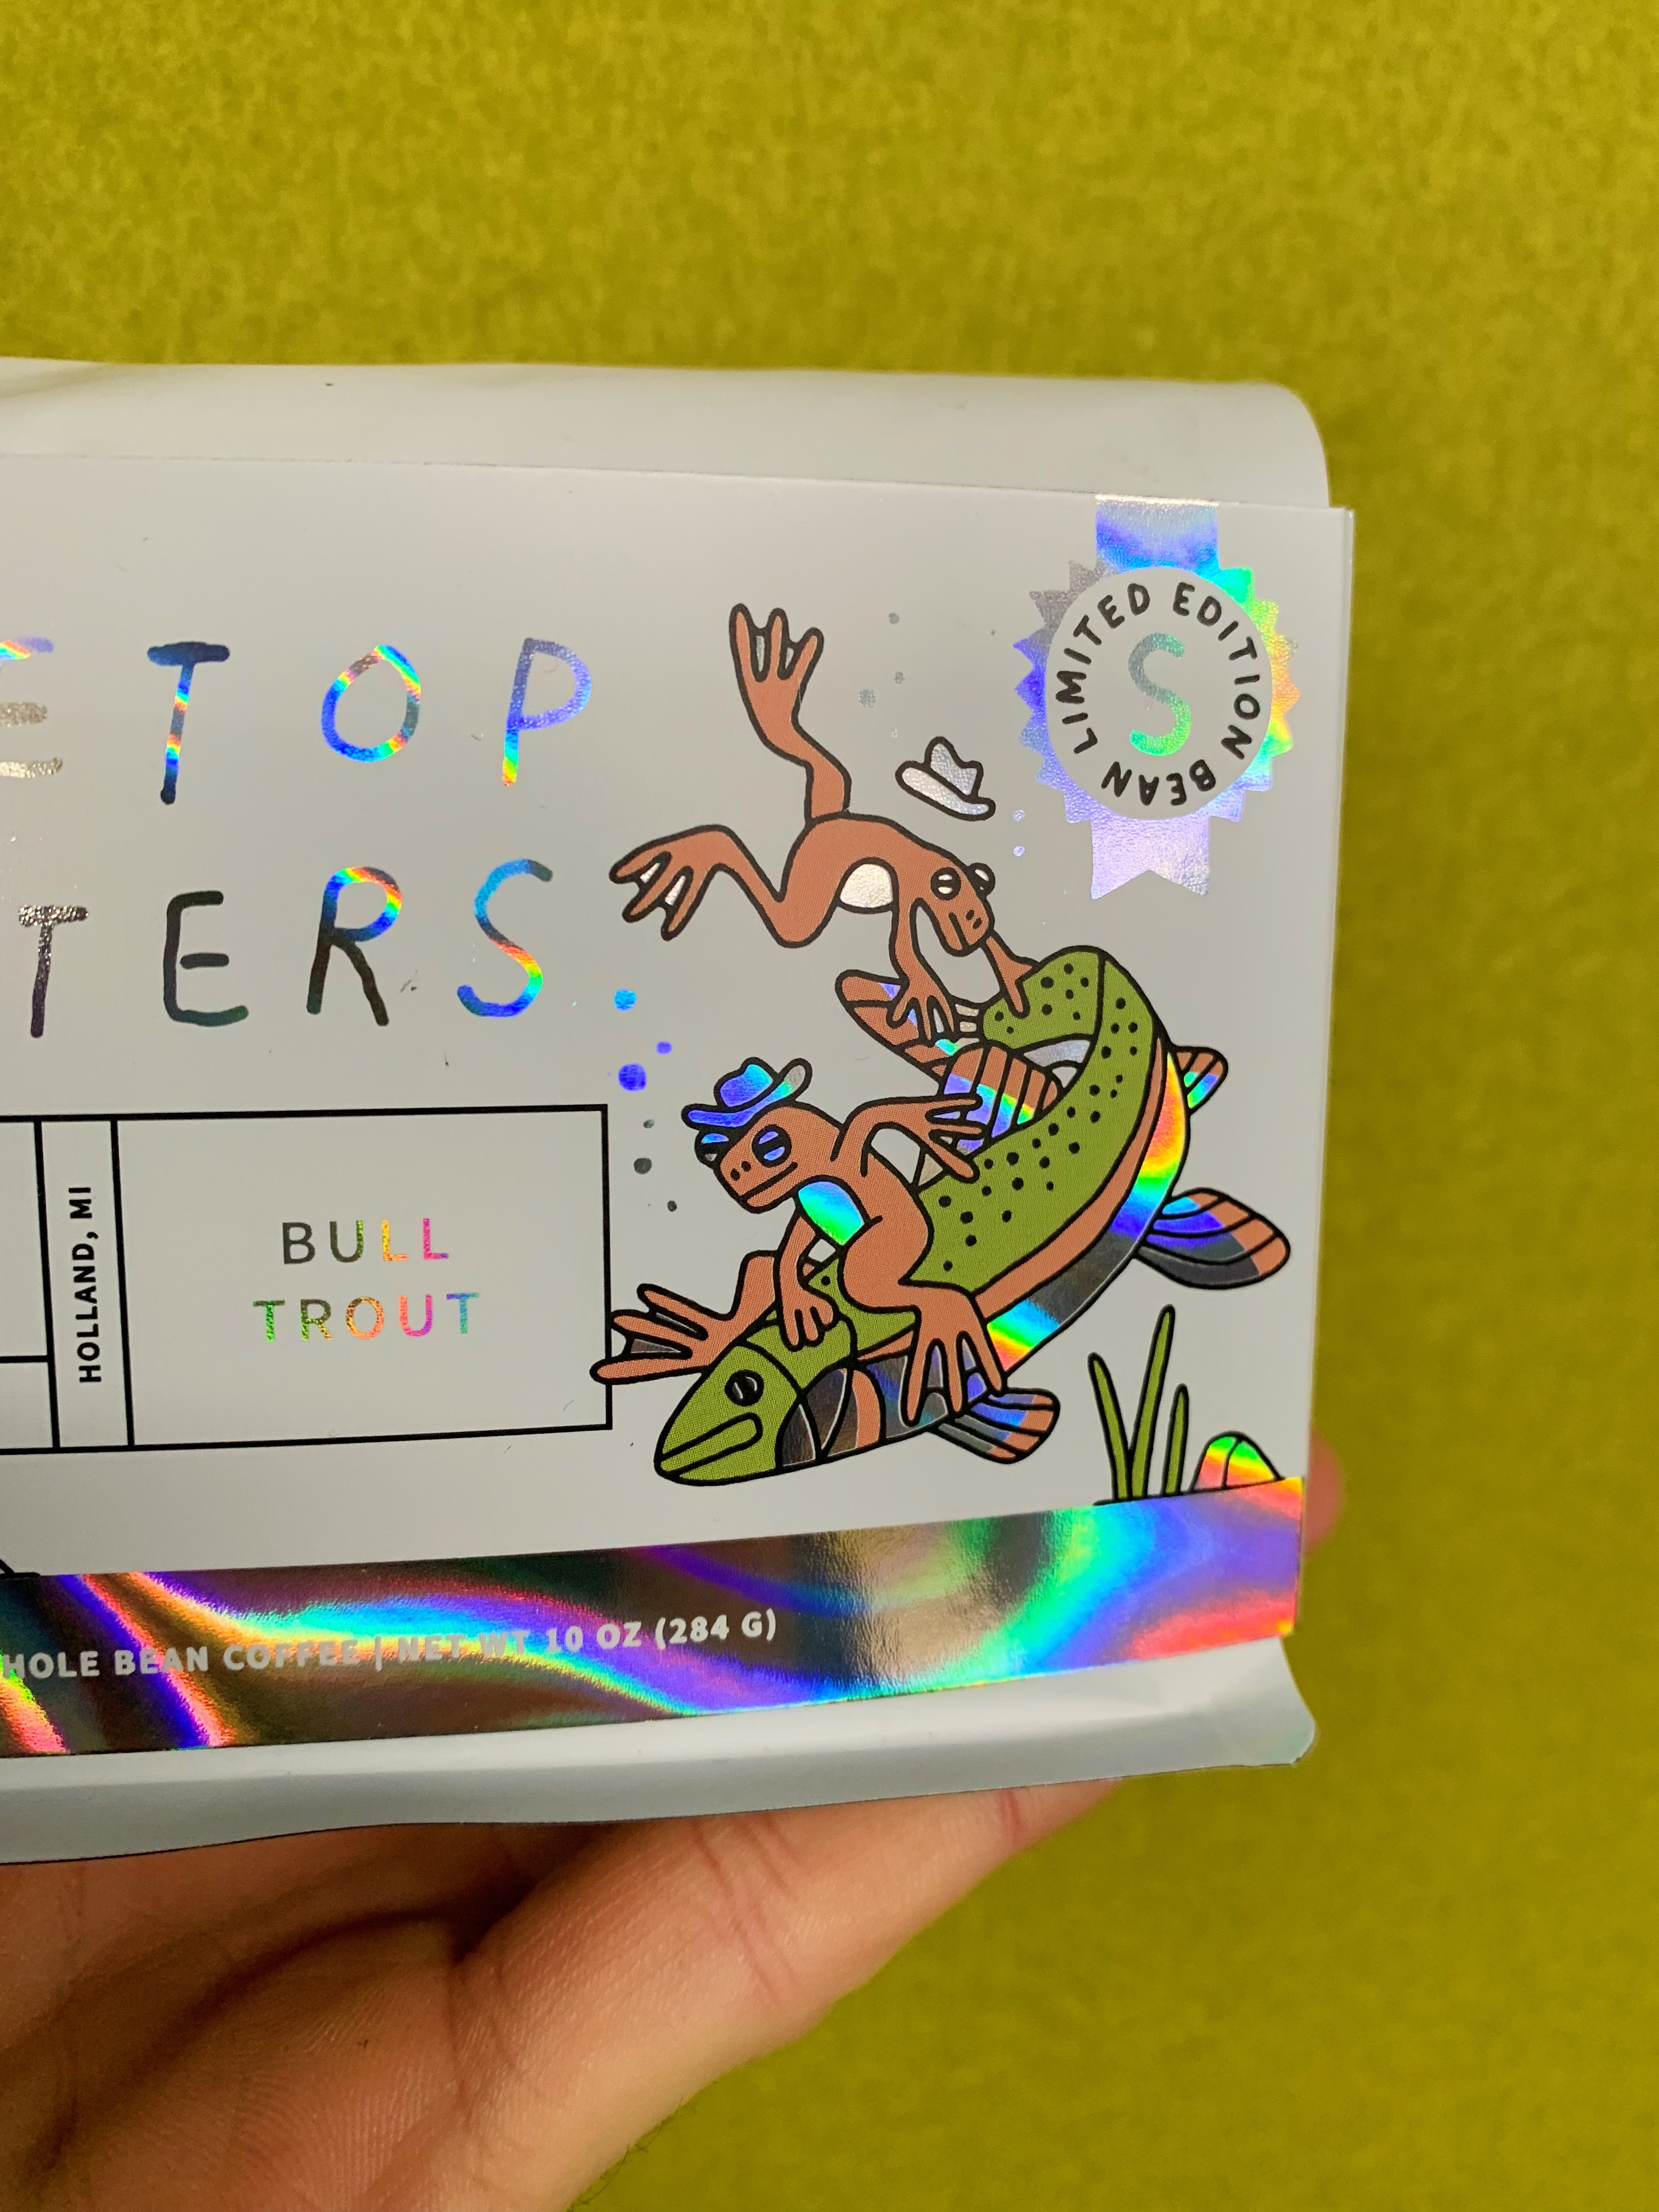 ETOP
TERS
LIMITED EDITION BEAN
S
HOLLAND, MI
BULL
TROUT
HOLE BEAN COFFEE | NET WT 10 OZ (284 G)